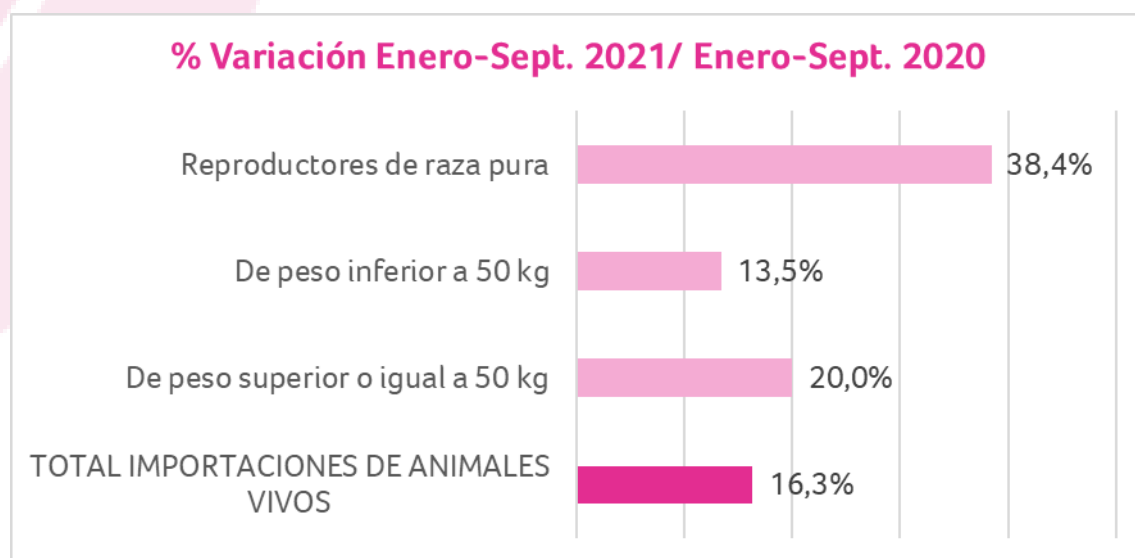 % Variación Enero-Sept. 2021/ Enero-Sept. 2020
Reproductores de raza pura
38,4%
De peso inferior a 50 kg
13,5%
De peso superior o igual a 50 kg
20,0%
TOTAL IMPORTACIONES DE ANIMALES
VIVOS
16,3%